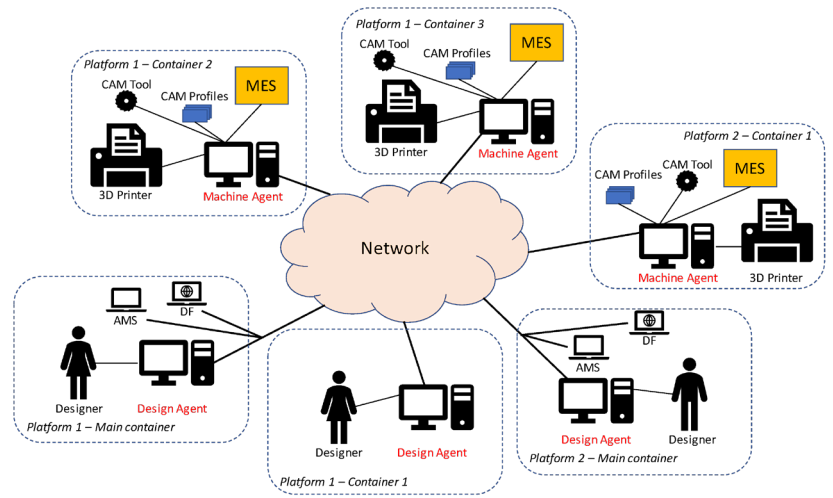 Platform 1 – Container 2
CAM Tool
CAM Profiles
MES
3D Printer
Machine Agent
Platform 1 – Container 3
CAM Tool
CAM Profiles
MES
3D Printer
Machine Agent
Platform 2 – Container 1
CAM Profiles
CAM Tool
MES
Machine Agent
3D Printer
Network
AMS
DF
Designer
Design Agent
Platform 1 – Main container
Designer
Design Agent
Platform 1 – Container 1
DF
AMS
Design Agent
Designer
Platform 2 – Main container